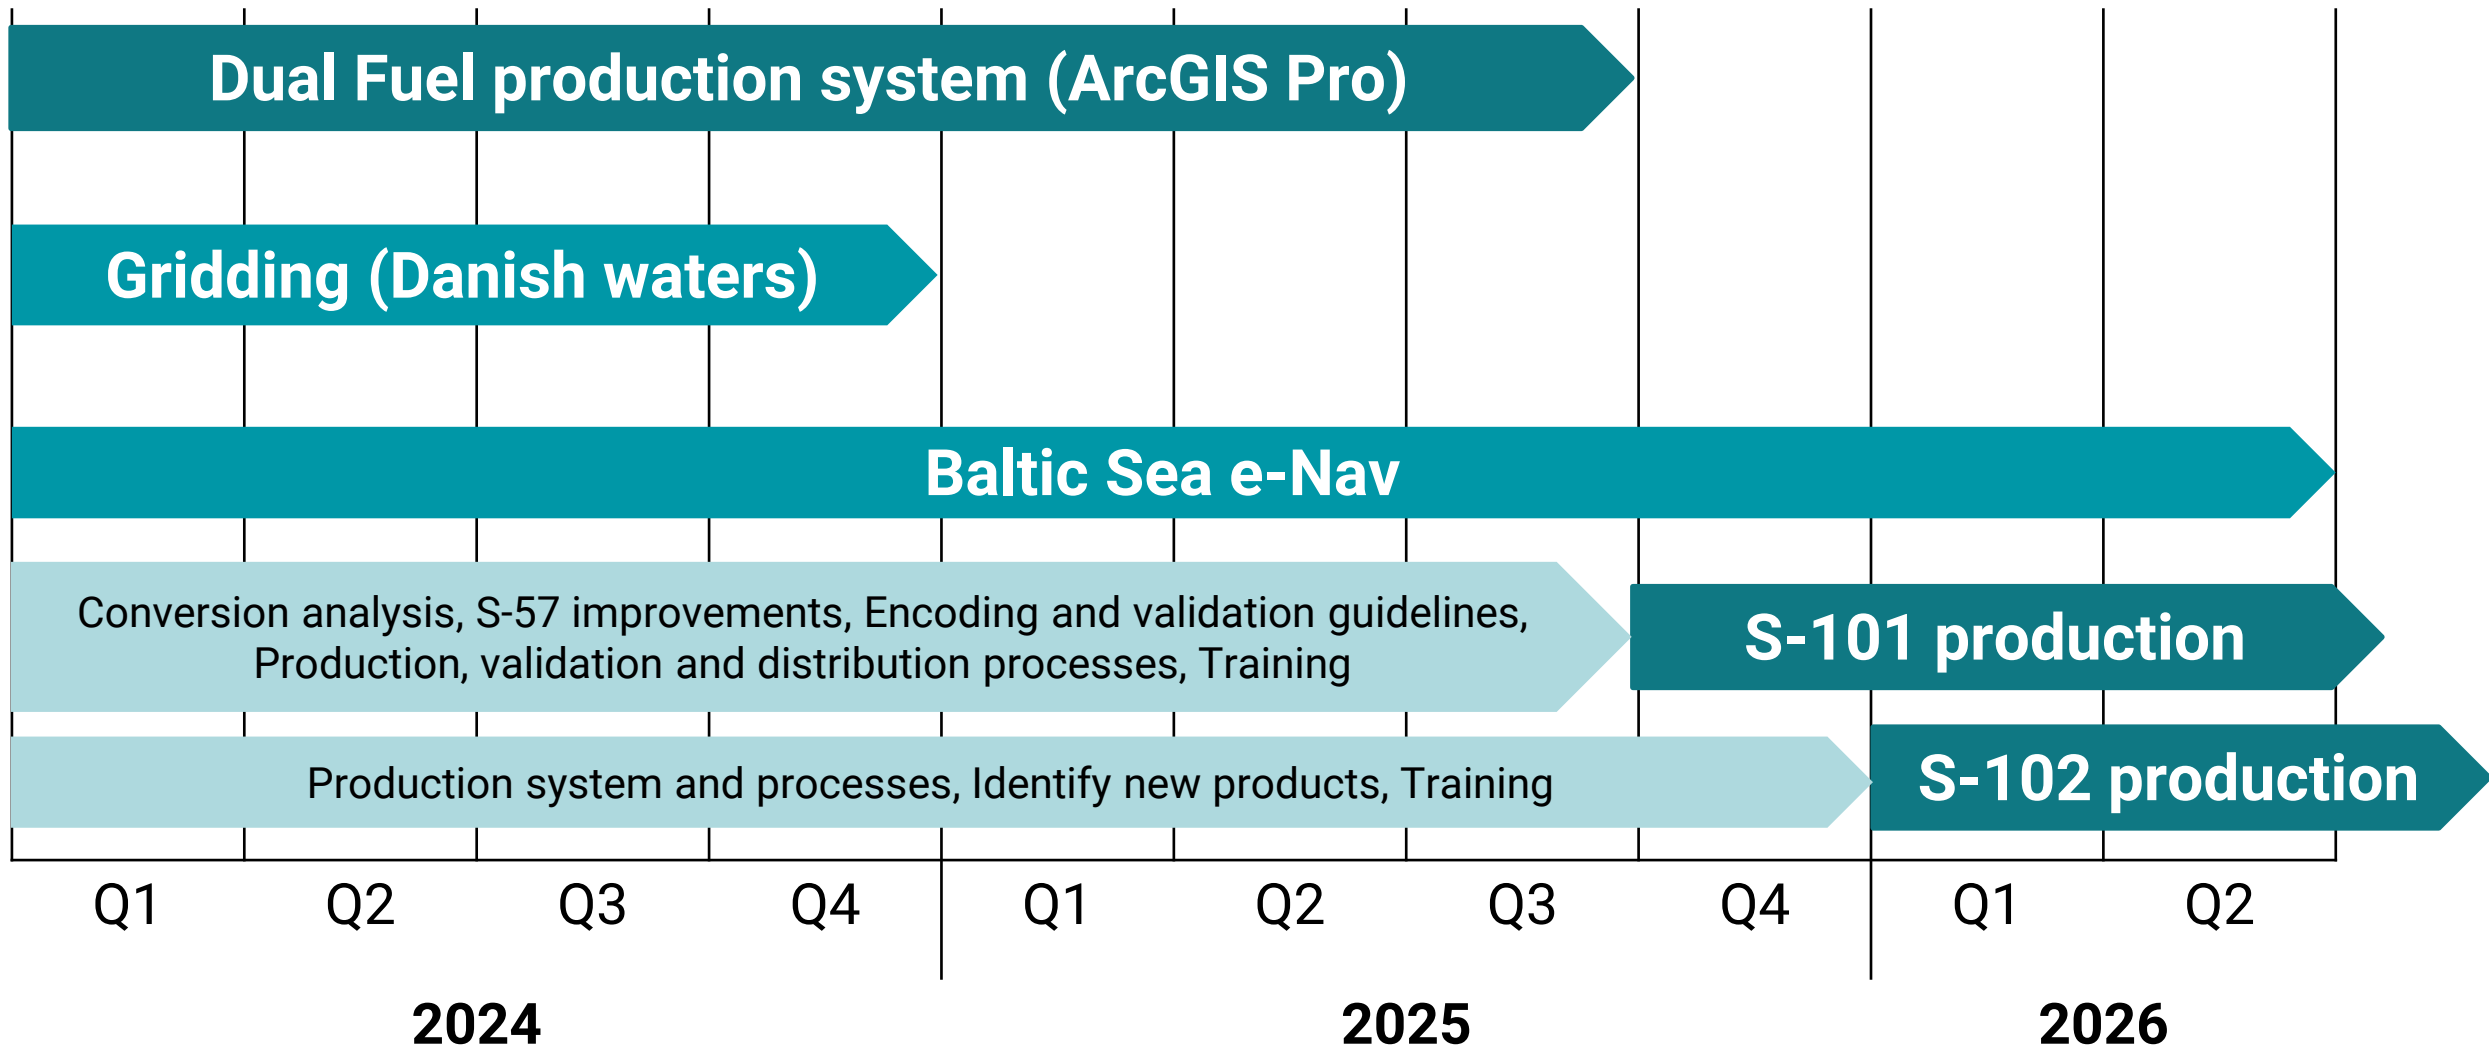 Dual Fuel production system (ArcGIS Pro)
Gridding (Danish waters)
Baltic Sea e-Nav
Conversion analysis, S-57 improvements, Encoding and validation guidelines,
Production, validation and distribution processes, Training
S-101 production
Production system and processes, Identify new products, Training
S-102 production
Q1 Q2 Q3 Q4 Q1 Q2 Q3 Q4 Q1 Q2
2024 2025 2026